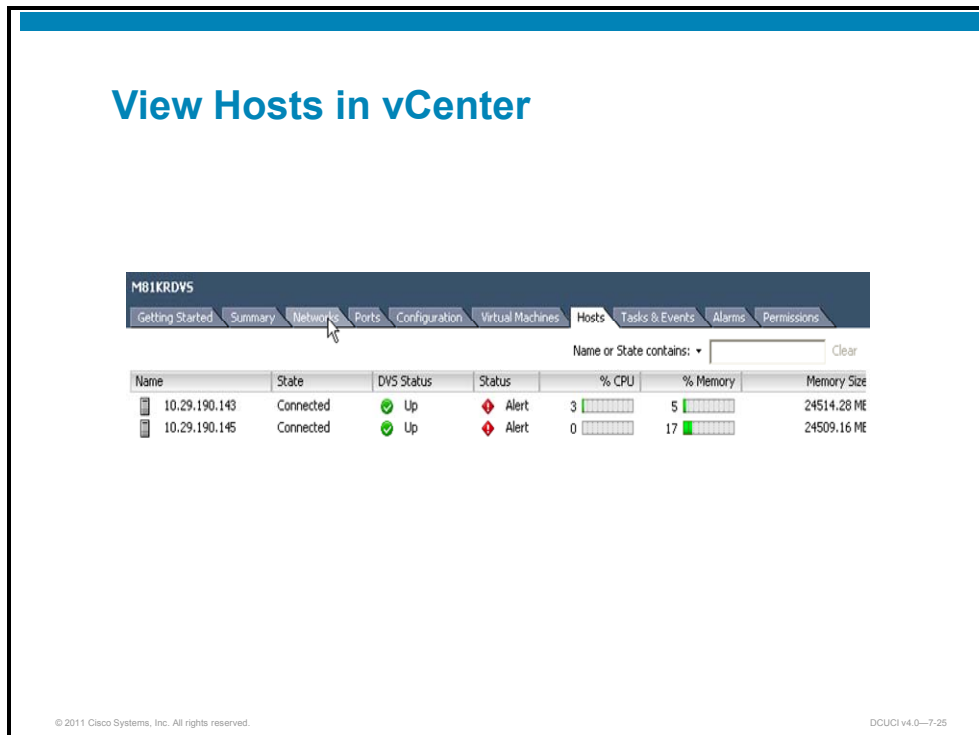 View Hosts in vCenter
M81KRDVS
Getting Started Summary Networks Ports Configuration Virtual Machines Hosts Tasks & Events Alarms Permissions
Name or State contains: Clear
Name State DVS Status Status % CPU % Memory Memory Size
10.29.190.143 Connected Up Alert 3 5 24514.28 ME
10.29.190.145 Connected Up Alert 0 17 24509.16 ME
© 2011 Cisco Systems, Inc. All rights reserved. DCUCI v4.0—7-25